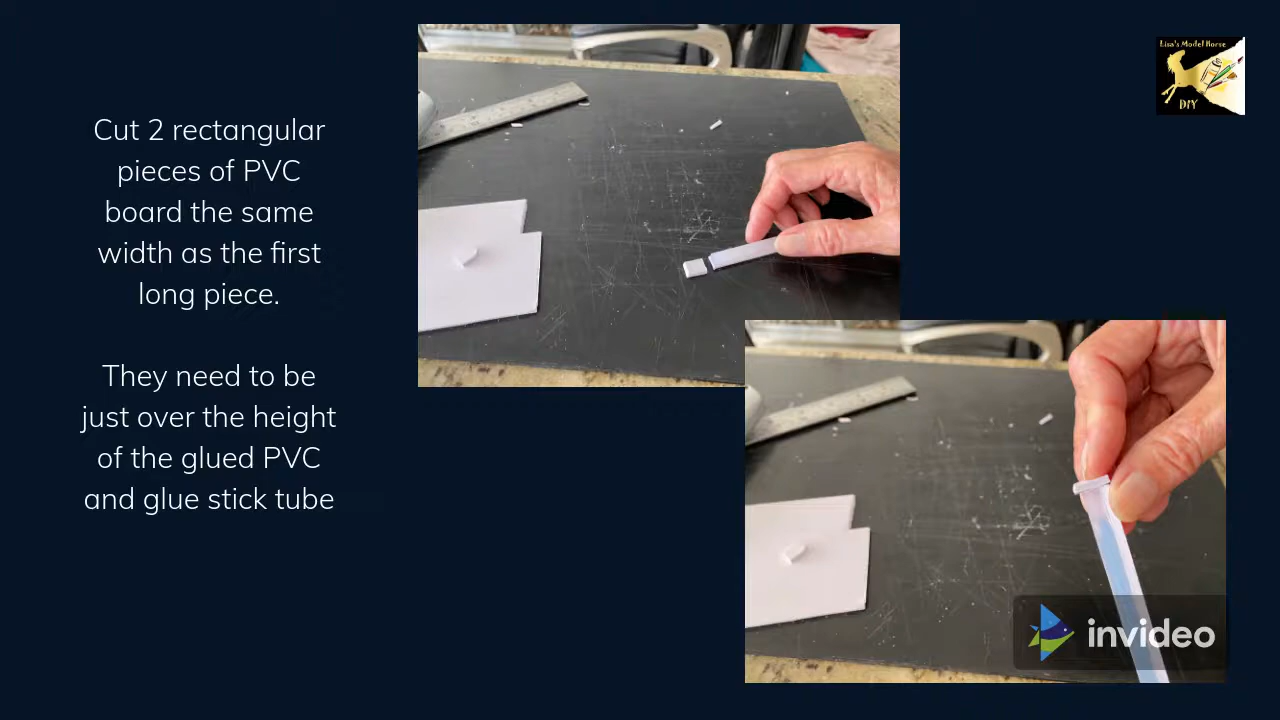 Cut 2 rectangular
pieces of PVC
board the same
width as the first
long piece.
They need to be
just over the height
of the glued PVC
and glue stick tube
Lisa's Model Horse
DIY
invideo